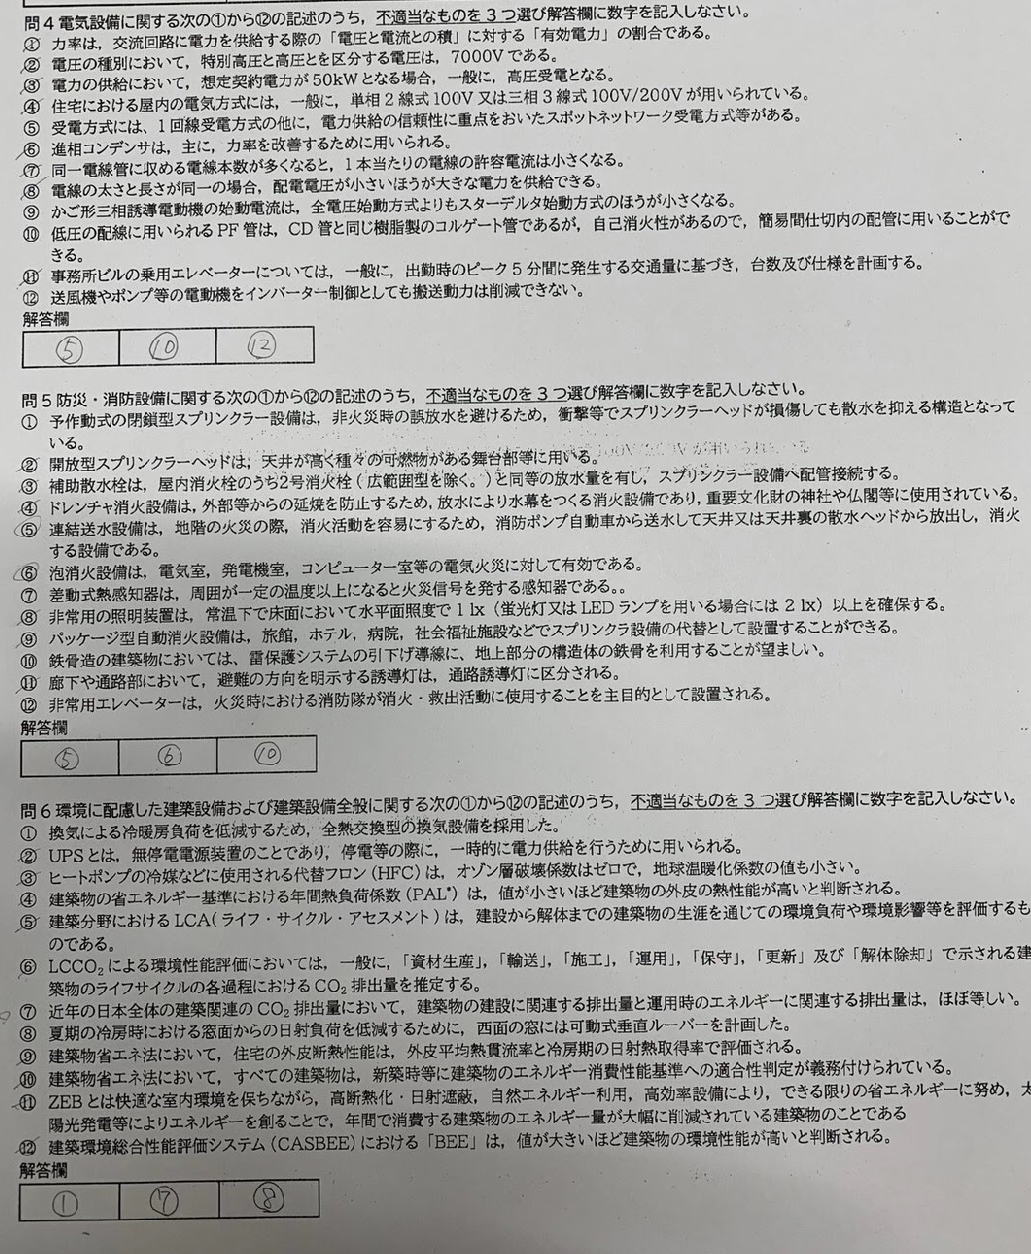 問4 電気設備に関する次の①から⑫の記述のうち，不適当なものを3つ選び解答欄に数字を記入しなさい。
① 力率は，交流回路に電力を供給する際の「電圧と電流との積」に対する「有効電力」の割合である。
② 電圧の種別において，特別高圧と高圧とを区分する電圧は，7000Vである。
③ 電力の供給において，想定契約電力が50kWとなる場合，一般に，高圧受電となる。
④ 住宅における屋内の電気方式には，一般に，単相2線式100V又は三相3線式100V/200Vが用いられている。
⑤ 受電方式には、1回線受電方式の他に，電力供給の信頼性に重点をおいたスポットネットワーク受電方式等がある。
⑥ 進相コンデンサは，主に，力率を改善するために用いられる。
⑦ 同一電線管に収める電線本数が多くなると，1本当たりの電線の許容電流は小さくなる。
⑧ 電線の太さと長さが同一の場合，配電電圧が小さいほうが大きな電力を供給できる。
⑨ かご形三相誘導電動機の始動電流は，全電圧始動方式よりもスターデルタ始動方式のほうが小さくなる。
⑩ 低圧の配線に用いられるPF管は，CD管と同じ樹脂製のコルゲート管であるが，自己消火性があるので，簡易間仕切内の配管に用いることがで
きる。
⑪ 事務所ビルの乗用エレベーターについては，一般に，出勤時のピーク5分間に発生する交通量に基づき，台数及び仕様を計画する。
⑫ 送風機やポンプ等の電動機をインバーター制御としても搬送動力は削減できない。
解答欄
⑤ ⑩ ⑫
問5 防災・消防設備に関する次の①から⑫の記述のうち，不適当なものを3つ選び解答欄に数字を記入しなさい。
① 予作動式の閉鎖型スプリンクラー設備は，非火災時の誤放水を避けるため，衝撃等でスプリンクラーヘッドが損傷しても散水を抑える構造となって
いる。
② 開放型スプリンクラーヘッドは，天井が高く種々の可燃物がある舞台部等に用いる。
③ 補助散水栓は，屋内消火栓のうち2号消火栓（広範囲型を除く。）と同等の放水量を有し，スプリンクラー設備へ配管接続する。
④ ドレンチャ消火設備は，外部等からの延焼を防止するため，放水により水幕をつくる消火設備であり，重要文化財の神社や仏閣等に使用されている。
⑤ 連結送水設備は，地階の火災の際，消火活動を容易にするため，消防ポンプ自動車から送水して天井又は天井裏の散水ヘッドから放出し，消火
する設備である。
⑥ 泡消火設備は，電気室，発電機室，コンピューター室等の電気火災に対して有効である。
⑦ 差動式熱感知器は，周囲が一定の温度以上になると火災信号を発する感知器である。。
⑧ 非常用の照明装置は，常温下で床面において水平面照度で1 lx（蛍光灯又はLEDランプを用いる場合には2 lx）以上を確保する。
⑨ パッケージ型自動消火設備は，旅館，ホテル，病院，社会福祉施設などでスプリンクラ設備の代替として設置することができる。
⑩ 鉄骨造の建築物においては、雷保護システムの引下げ導線に、地上部分の構造体の鉄骨を利用することが望ましい。
⑪ 廊下や通路部において，避難の方向を明示する誘導灯は，通路誘導灯に区分される。
⑫ 非常用エレベーターは，火災時における消防隊が消火・救出活動に使用することを主目的として設置される。
解答欄
⑤ ⑥ ⑩
問6 環境に配慮した建築設備および建築設備全般に関する次の①から⑫の記述のうち，不適当なものを3つ選び解答欄に数字を記入しなさい。
① 換気による冷暖房負荷を低減するため，全熱交換型の換気設備を採用した。
② UPSとは，無停電電源装置のことであり，停電等の際に，一時的に電力供給を行うために用いられる。
③ ヒートポンプの冷媒などに使用される代替フロン(HFC)は，オゾン層破壊係数はゼロで，地球温暖化係数の値も小さい。
④ 建築物の省エネルギー基準における年間熱負荷係数(PAL*)は，値が小さいほど建築物の外皮の熱性能が高いと判断される。
⑤ 建築分野におけるLCA(ライフ・サイクル・アセスメント)は，建設から解体までの建築物の生涯を通じての環境負荷や環境影響等を評価するも
のである。
⑥ LCCO₂による環境性能評価においては，一般に，「資材生産」，「輸送」，「施工」，「運用」，「保守」，「更新」及び「解体除却」で示される建
築物のライフサイクルの各過程におけるCO₂排出量を推定する。
⑦ 近年の日本全体の建築関連のCO₂排出量において，建築物の建設に関連する排出量と運用時のエネルギーに関連する排出量は，ほぼ等しい。
⑧ 夏期の冷房時における窓面からの日射負荷を低減するために，西面の窓には可動式垂直ルーバーを計画した。
⑨ 建築物省エネ法において，住宅の外皮断熱性能は，外皮平均熱貫流率と冷房期の日射熱取得率で評価される。
⑩ 建築物省エネ法において，すべての建築物は，新築時等に建築物のエネルギー消費性能基準への適合性判定が義務付けられている。
⑪ ZEBとは快適な室内環境を保ちながら，高断熱化・日射遮蔽，自然エネルギー利用，高効率設備により，できる限りの省エネルギーに努め，太
陽光発電等によりエネルギーを創ることで，年間で消費する建築物のエネルギー量が大幅に削減されている建築物のことである
⑫ 建築環境総合性能評価システム(CASBEE)における「BEE」は，値が大きいほど建築物の環境性能が高いと判断される。
解答欄
① ⑦ ⑧